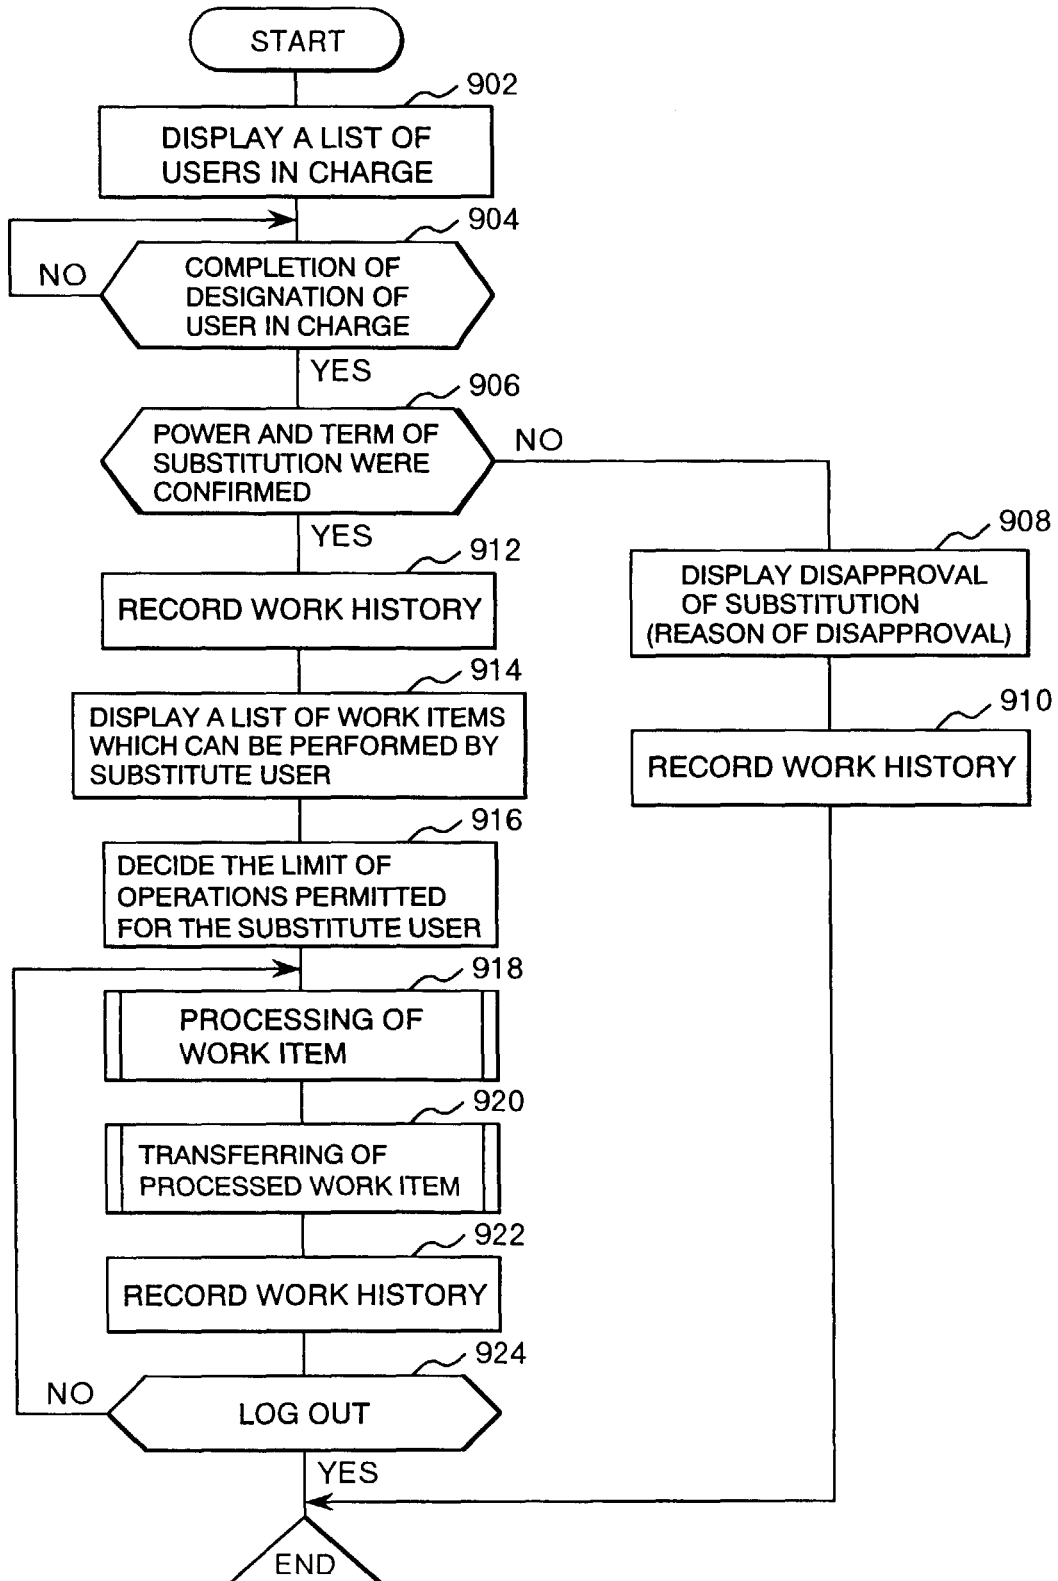 START
902
DISPLAY A LIST OF
USERS IN CHARGE
904
NO
COMPLETION OF
DESIGNATION OF
USER IN CHARGE
YES
906
POWER AND TERM OF
SUBSTITUTION WERE
CONFIRMED
NO
YES
908
DISPLAY DISAPPROVAL
OF SUBSTITUTION
(REASON OF DISAPPROVAL)
910
RECORD WORK HISTORY
912
RECORD WORK HISTORY
914
DISPLAY A LIST OF WORK ITEMS
WHICH CAN BE PERFORMED BY
SUBSTITUTE USER
916
DECIDE THE LIMIT OF
OPERATIONS PERMITTED
FOR THE SUBSTITUTE USER
918
PROCESSING OF
WORK ITEM
920
TRANSFERRING OF
PROCESSED WORK ITEM
922
RECORD WORK HISTORY
924
NO
LOG OUT
YES
END